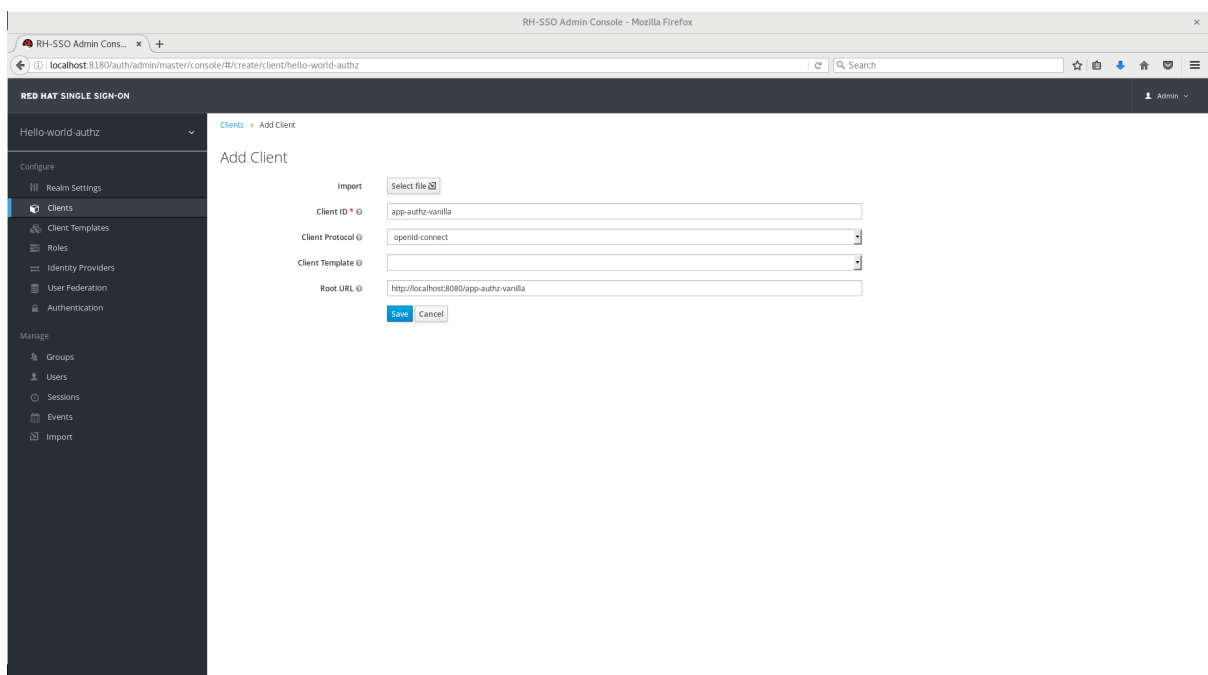 RH-SSO Admin Console - Mozilla Firefox
RH-SSO Admin Cons...
localhost:8180/auth/admin/master/console/#/create/client/hello-world-authz
Search
RED HAT SINGLE SIGN-ON
Admin
Hello-world-authz
Configure
Realm Settings
Clients
Client Templates
Roles
Identity Providers
User Federation
Authentication
Manage
Groups
Users
Sessions
Events
Import
Clients » Add Client
Add Client
Import Select file
Client ID * app-authz-vanilla
Client Protocol openid-connect
Client Template
Root URL http://localhost:8080/app-authz-vanilla
Save Cancel